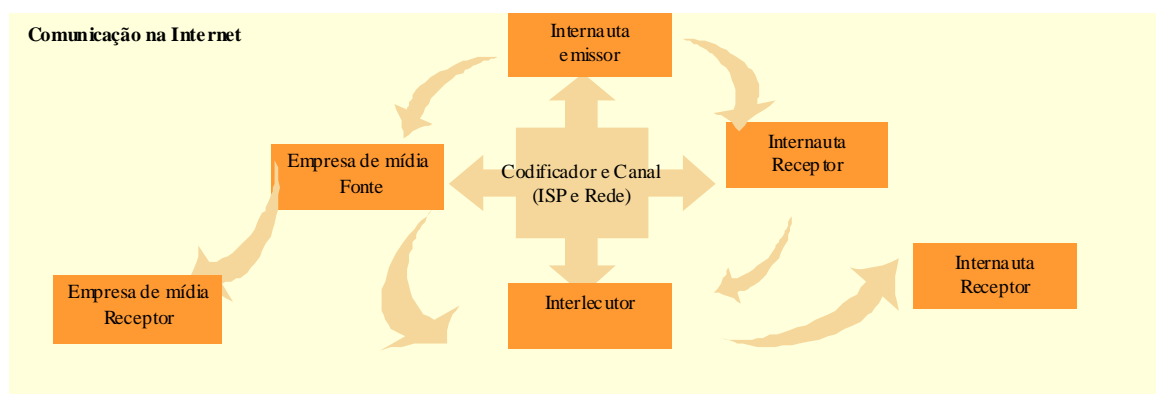 Comunicação na Internet
Internauta
emissor
Empresa de mídia
Fonte
Codificador e Canal
(ISP e Rede)
Internauta
Receptor
Empresa de mídia
Receptor
Interlecutor
Internauta
Receptor